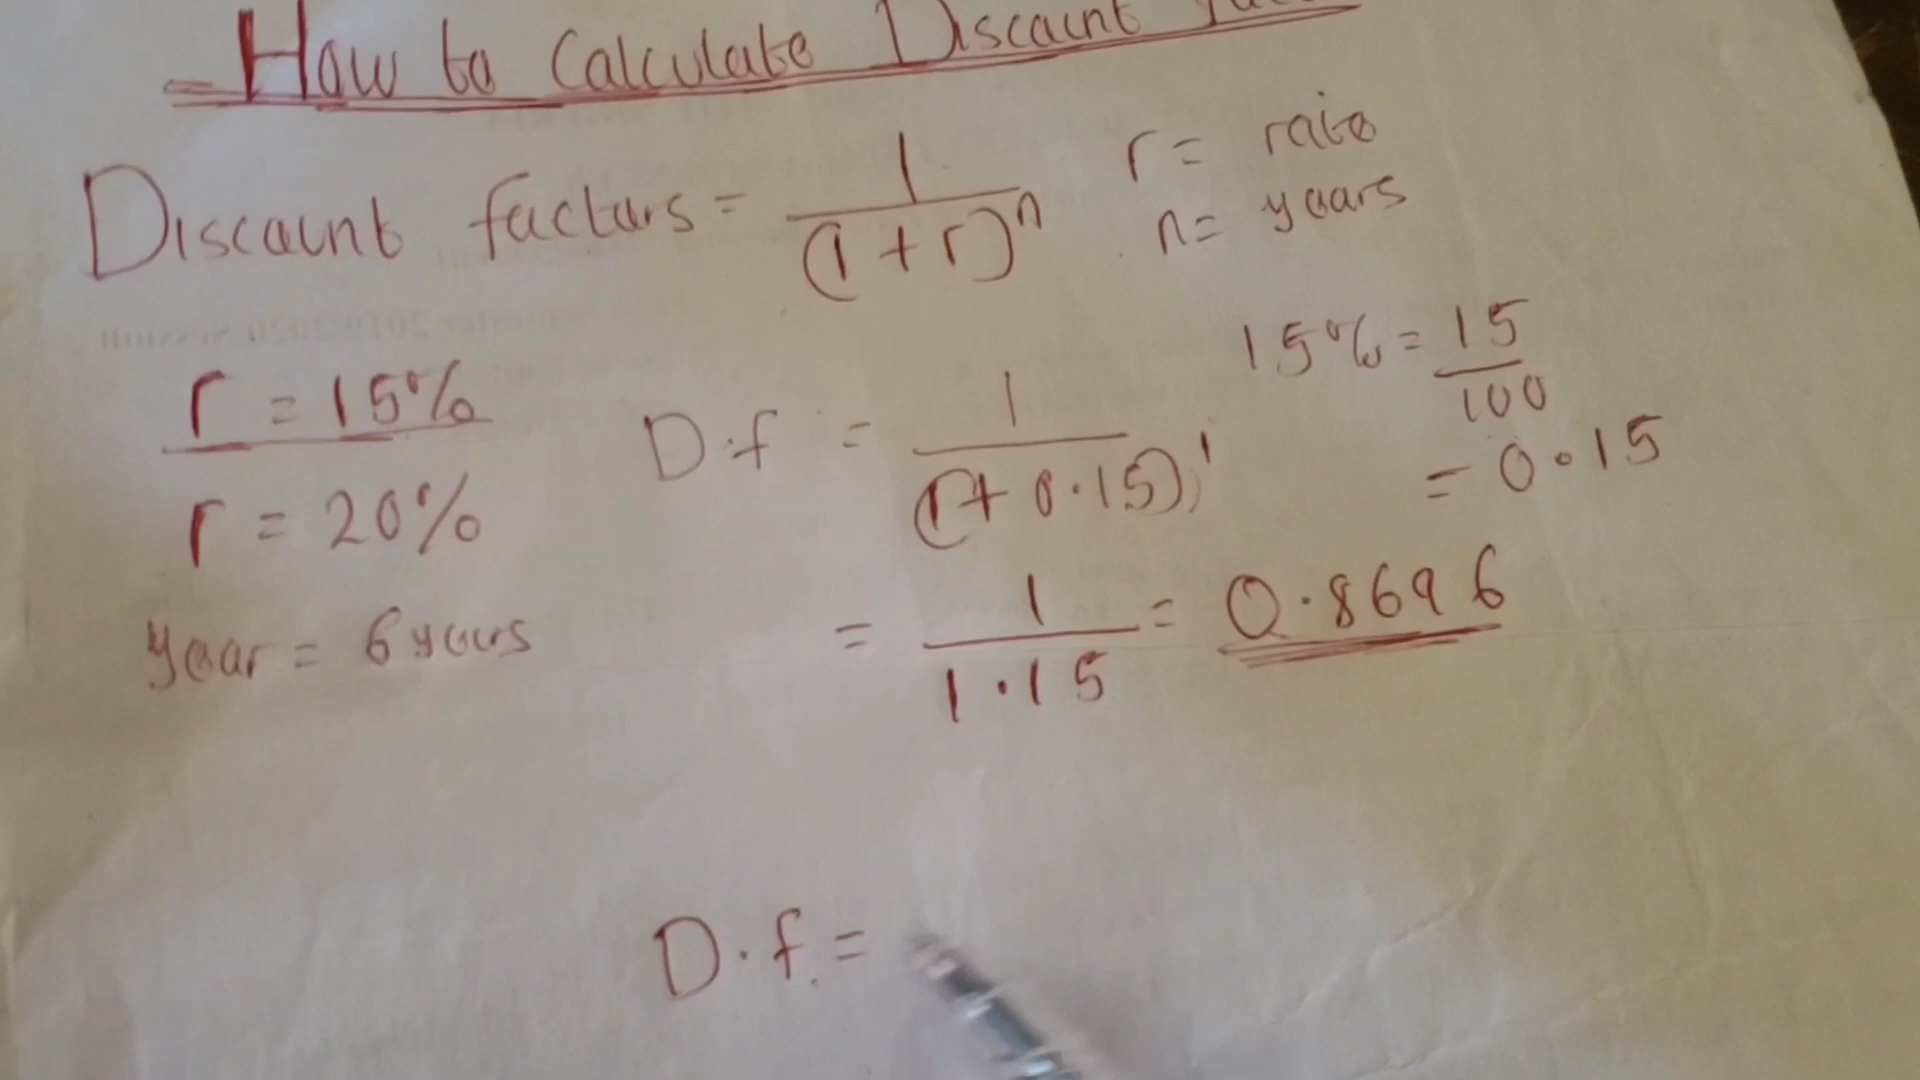 How to Calculate Discount
Discount factors = 1/(1 + r)^n
r = rate
n = years
r = 15%
15% = 15/100
= 0.15
D.f = 1/(1 + 0.15)^1
r = 20%
= 1/1.15 = 0.8696
year = 6 years
D.f. =